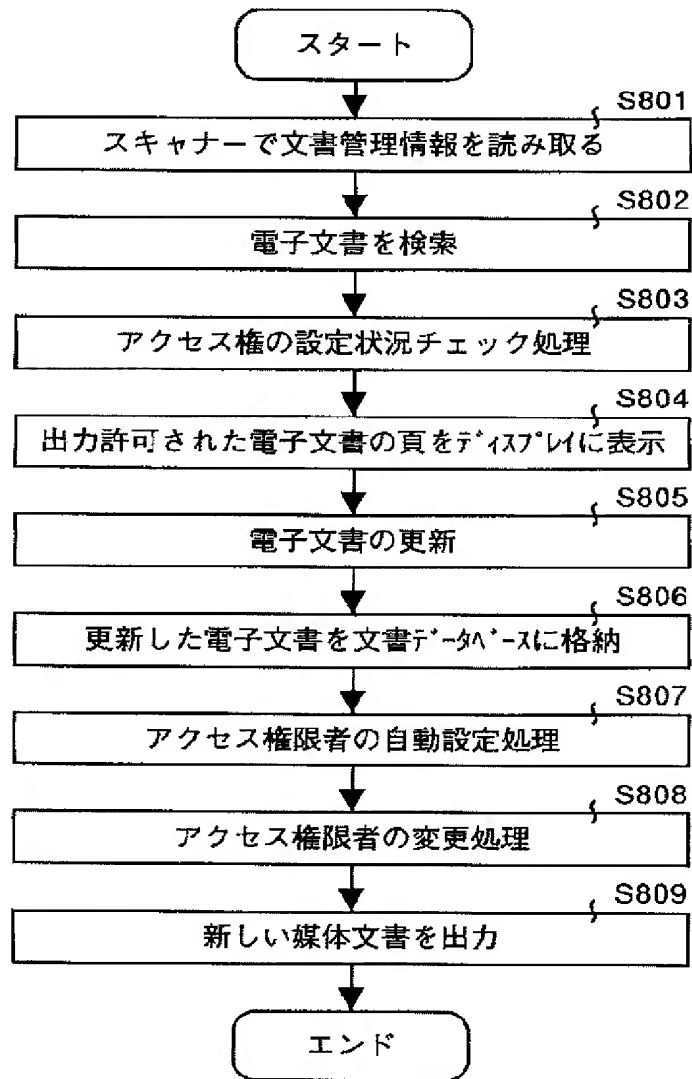 スタート
S801
スキャナーで文書管理情報を読み取る
S802
電子文書を検索
S803
アクセス権の設定状況チェック処理
S804
出力許可された電子文書の頁をﾃﾞｨｽﾌﾟﾚｲに表示
S805
電子文書の更新
S806
更新した電子文書を文書ﾃﾞｰﾀﾍﾞｰｽに格納
S807
アクセス権限者の自動設定処理
S808
アクセス権限者の変更処理
S809
新しい媒体文書を出力
エンド